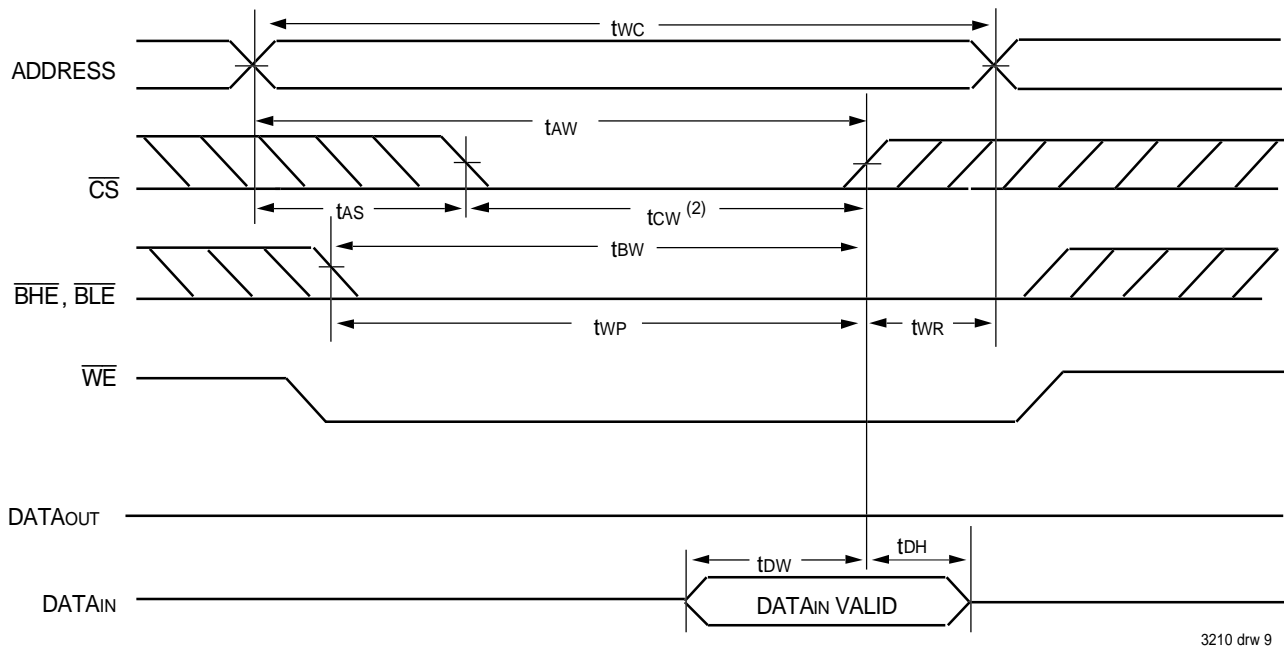 tWC
ADDRESS
tAW
CS
tAS
tCW (2)
tBW
BHE, BLE
tWP
tWR
WE
DATAOUT
tDW
tDH
DATAIN
DATAIN VALID
3210 drw 9